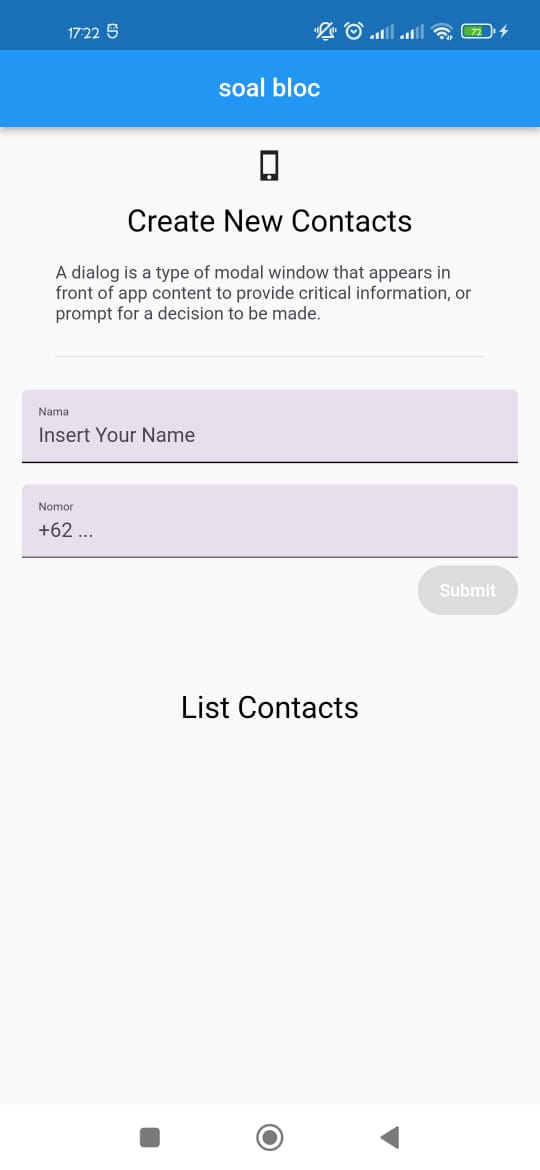 17:22
72
soal bloc
Create New Contacts
A dialog is a type of modal window that appears in
front of app content to provide critical information, or
prompt for a decision to be made.
Nama
Insert Your Name
Nomor
+62 ...
Submit
List Contacts